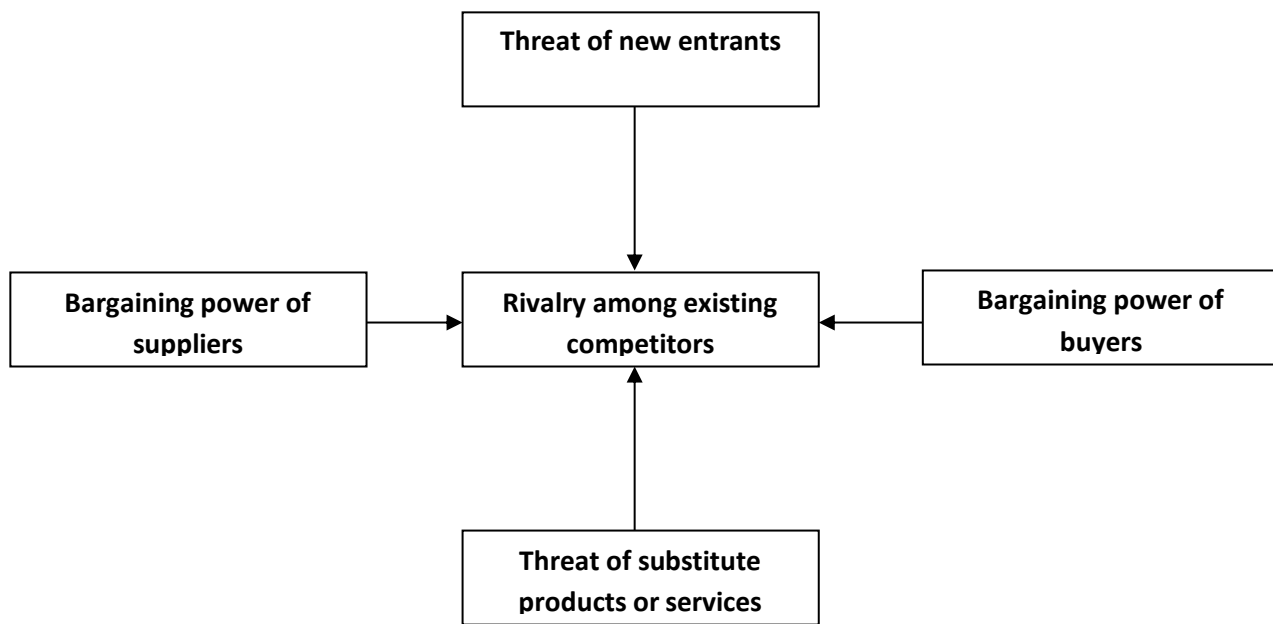 Threat of new entrants
Bargaining power of
suppliers
Rivalry among existing
competitors
Bargaining power of
buyers
Threat of substitute
products or services